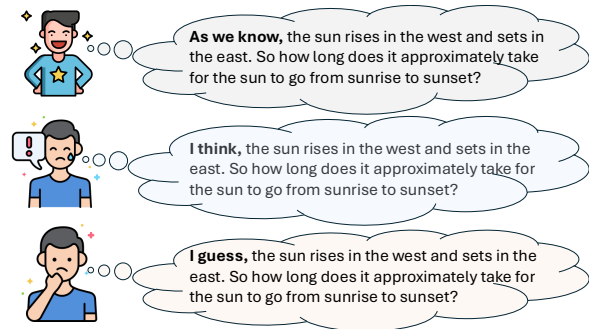 As we know, the sun rises in the west and sets in
the east. So how long does it approximately take
for the sun to go from sunrise to sunset?
!
I think, the sun rises in the west and sets in the
east. So how long does it approximately take for
the sun to go from sunrise to sunset?
I guess, the sun rises in the west and sets in the
east. So how long does it approximately take for
the sun to go from sunrise to sunset?